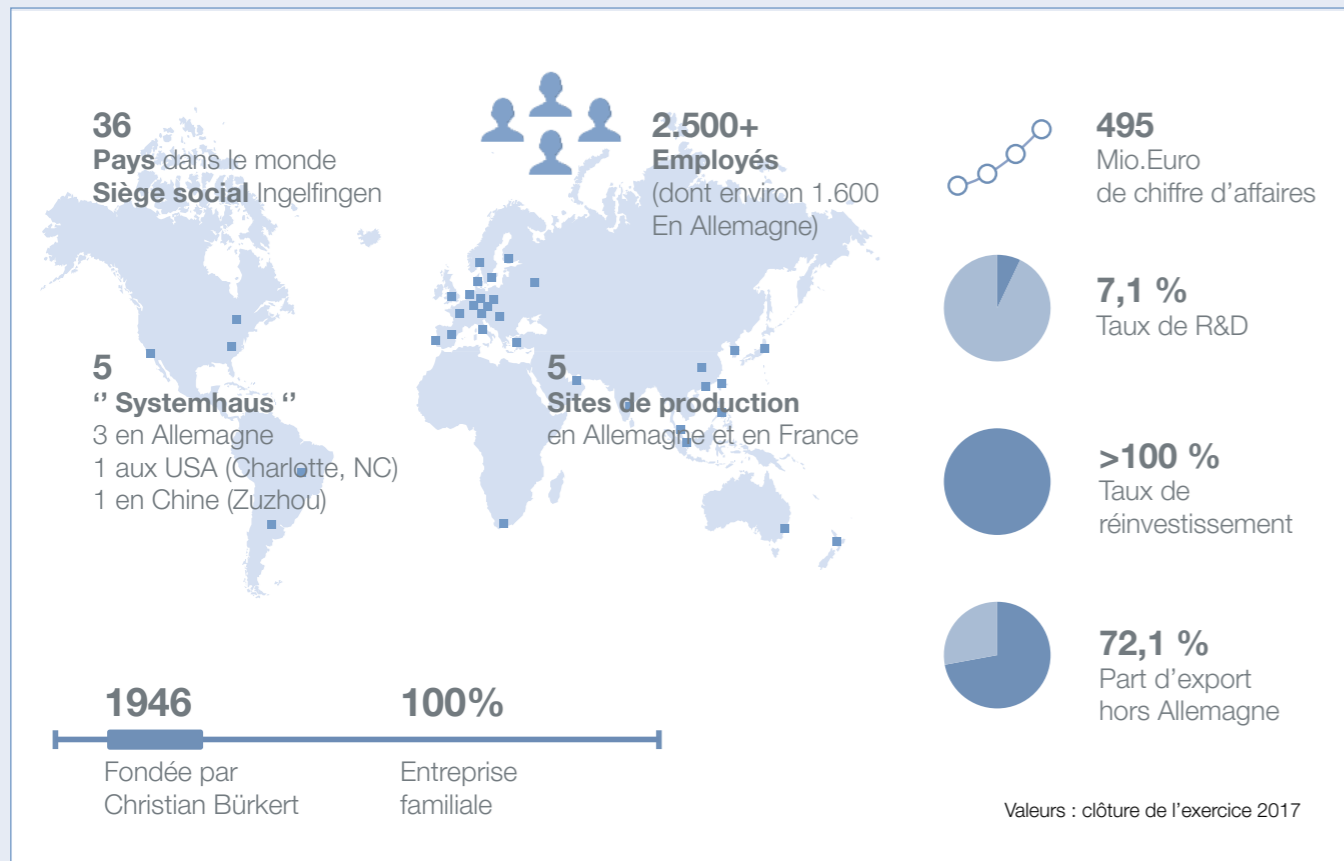 36
Pays dans le monde
Siège social Ingelfingen
2.500+
Employés
(dont environ 1.600
En Allemagne)
495
Mio.Euro
de chiffre d'affaires
7,1 %
Taux de R&D
5
‘’ Systemhaus ‘’
3 en Allemagne
1 aux USA (Charlotte, NC)
1 en Chine (Zuzhou)
5
Sites de production
en Allemagne et en France
>100 %
Taux de
réinvestissement
72,1 %
Part d'export
hors Allemagne
1946
Fondée par
Christian Bürkert
100%
Entreprise
familiale
Valeurs : clôture de l'exercice 2017